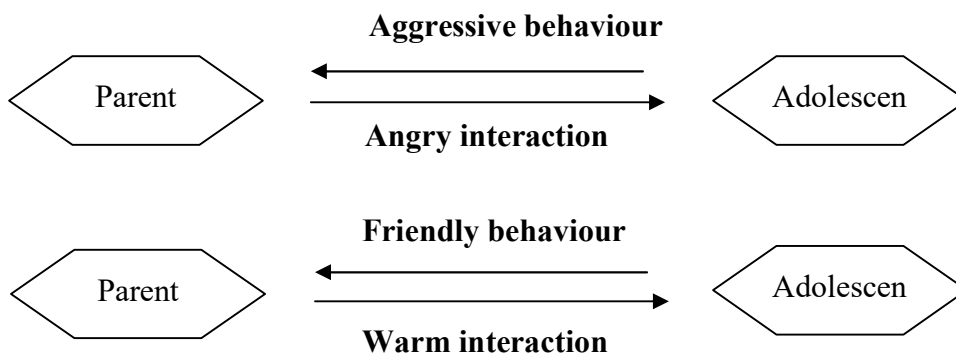 Aggressive behaviour
Parent
Adolescen
Angry interaction
Friendly behaviour
Parent
Adolescen
Warm interaction